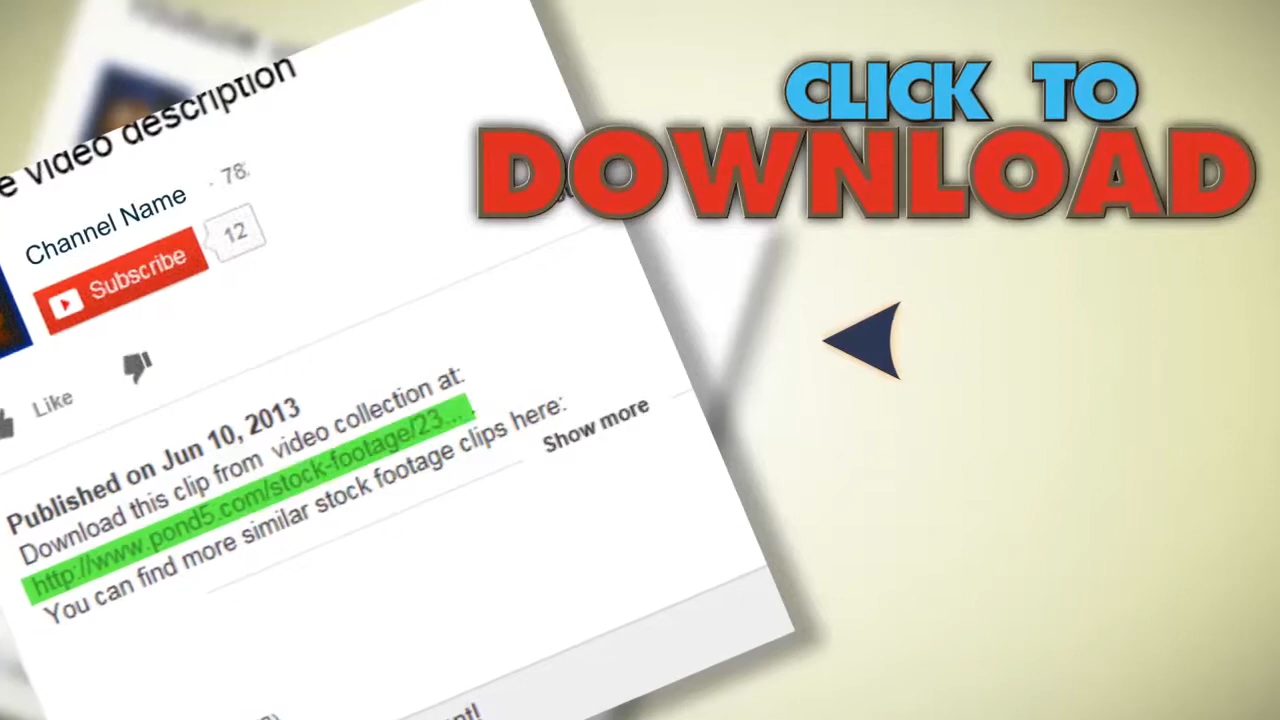 CLICK TO
DOWNLOAD
e video description
Channel Name
78
Subscribe
12
Like
Published on Jun 10, 2013
Download this clip from video collection at:
http://www.pond5.com/stock-footage/23...
You can find more similar stock footage clips here:
Show more